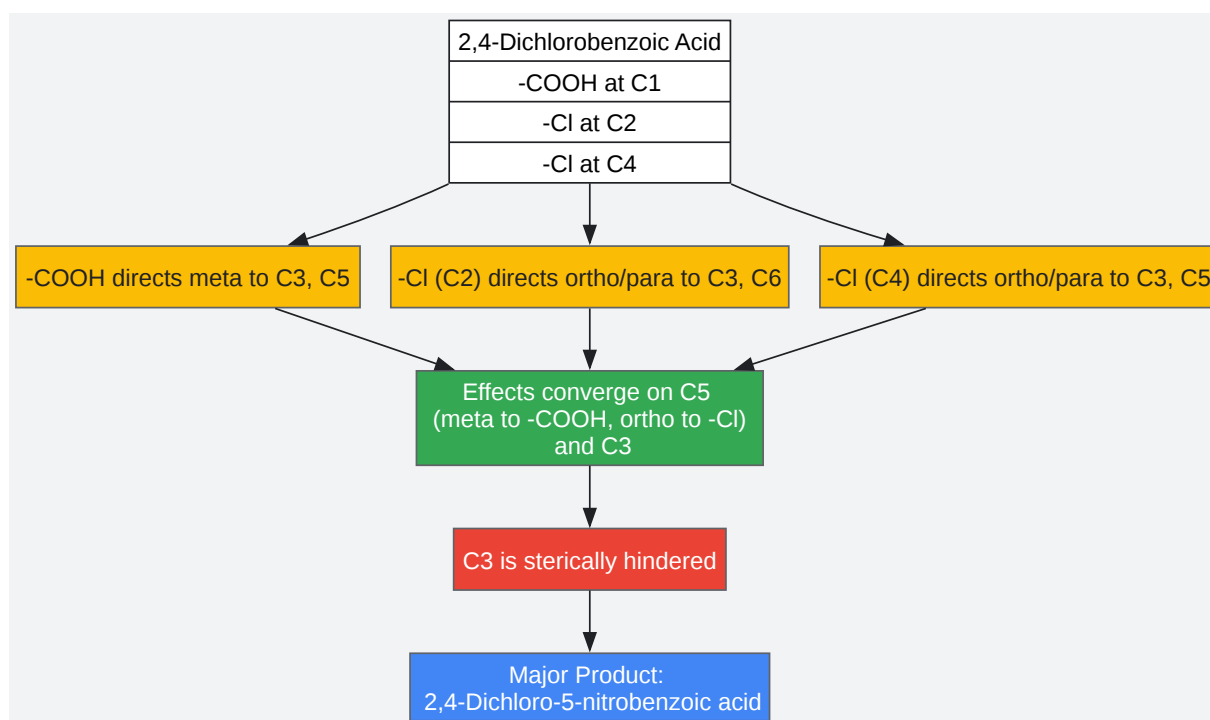 2,4-Dichlorobenzoic Acid
-COOH at C1
-Cl at C2
-Cl at C4
-COOH directs meta to C3, C5
-Cl (C2) directs ortho/para to C3, C6
-Cl (C4) directs ortho/para to C3, C5
Effects converge on C5
(meta to -COOH, ortho to -Cl)
and C3
C3 is sterically hindered
Major Product:
2,4-Dichloro-5-nitrobenzoic acid